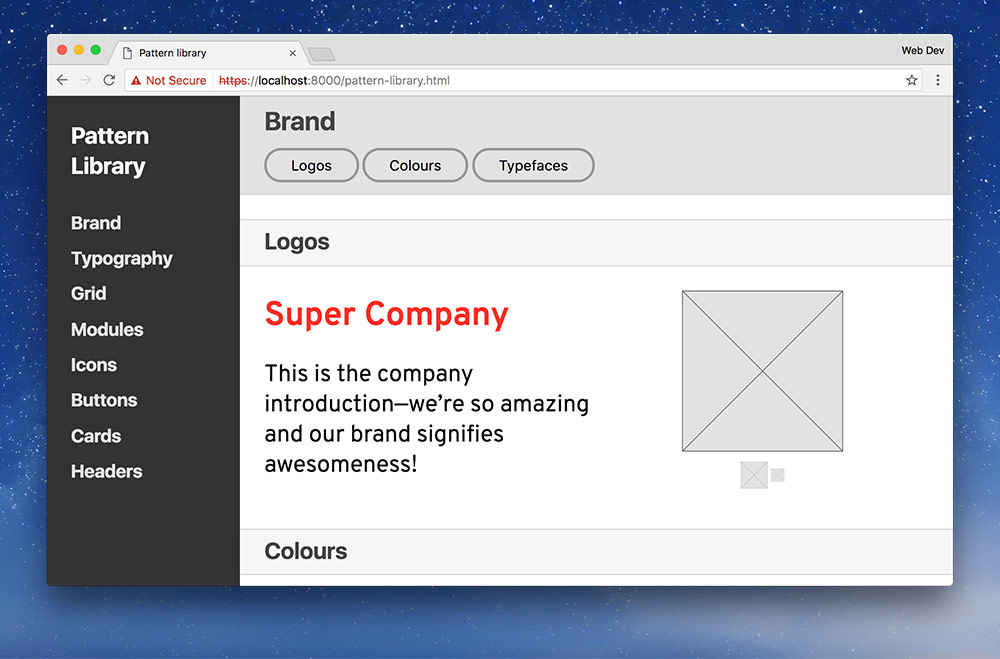 Pattern library
Web Dev
Not Secure https://localhost:8000/pattern-library.html
Pattern
Library
Brand
Typography
Grid
Modules
Icons
Buttons
Cards
Headers
Brand
Logos Colours Typefaces
Logos
Super Company
This is the company
introduction—we’re so amazing
and our brand signifies
awesomeness!
Colours